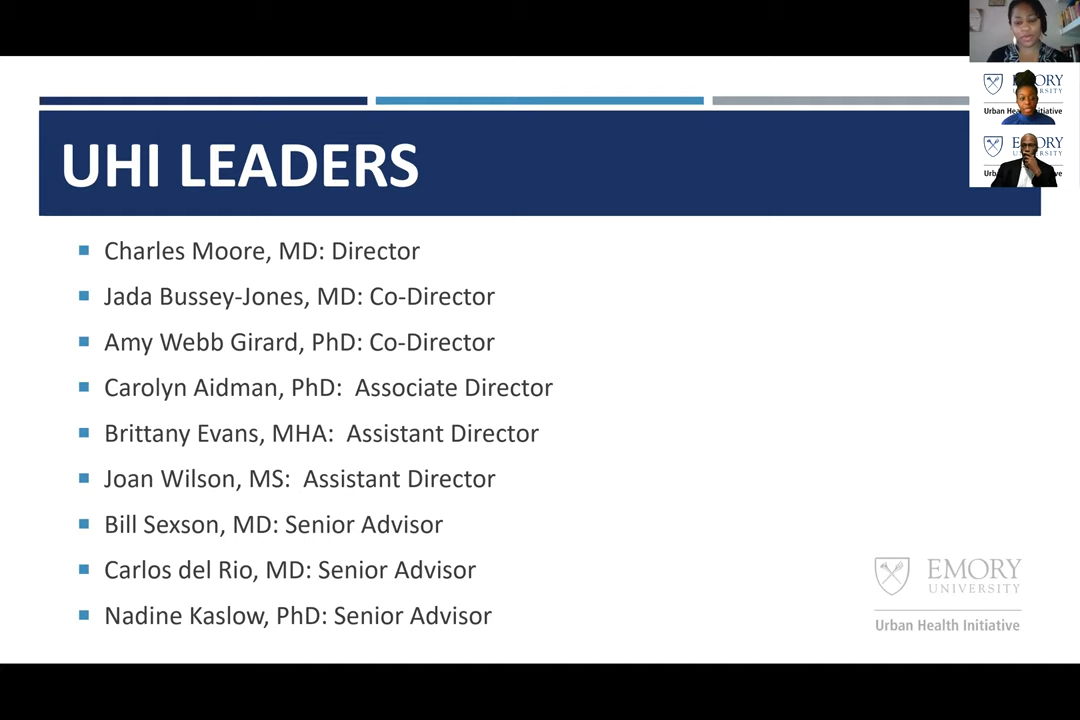 UHI LEADERS
Charles Moore, MD: Director
Jada Bussey-Jones, MD: Co-Director
Amy Webb Girard, PhD: Co-Director
Carolyn Aidman, PhD:  Associate Director
Brittany Evans, MHA:  Assistant Director
Joan Wilson, MS:  Assistant Director
Bill Sexson, MD: Senior Advisor
Carlos del Rio, MD: Senior Advisor
Nadine Kaslow, PhD: Senior Advisor
EMORY
UNIVERSITY
Urban Health Initiative